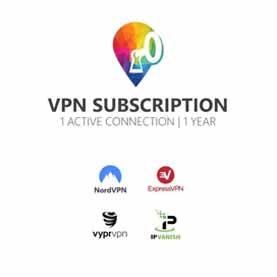 VPN SUBSCRIPTION
1 ACTIVE CONNECTION | 1 YEAR
NordVPN
ExpressVPN
vyprvpn
IPVANISH